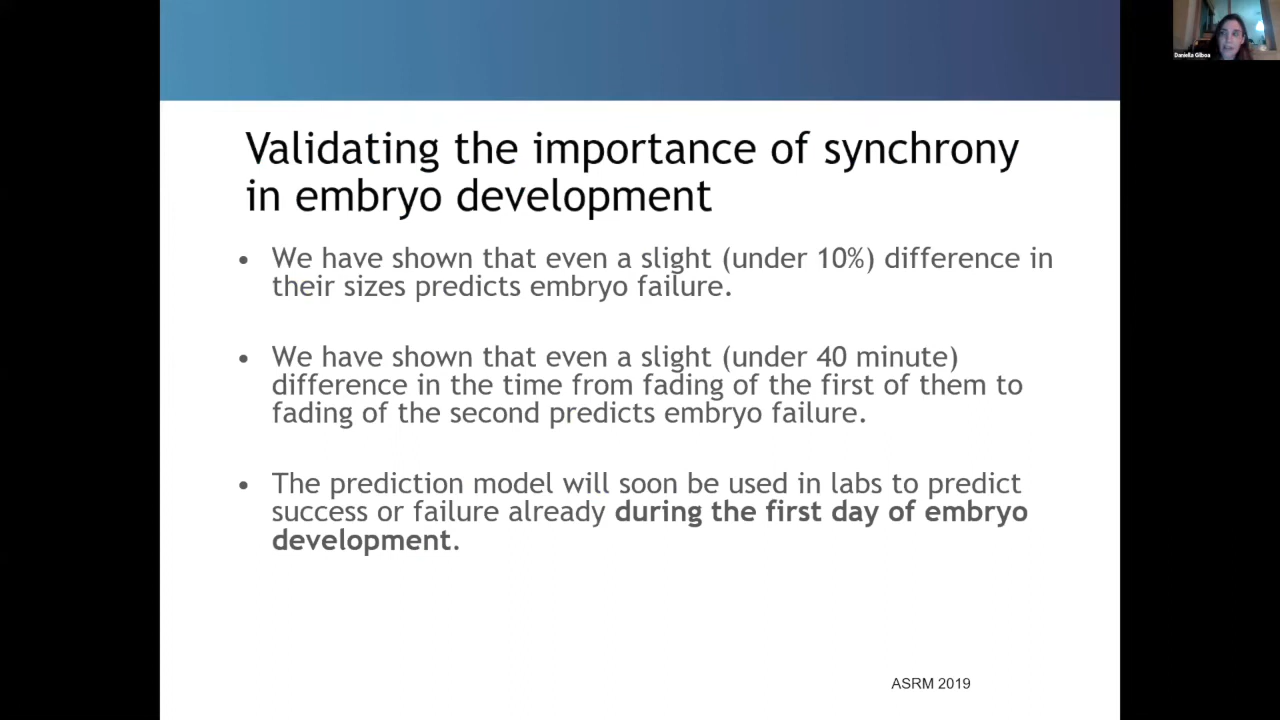 Daniella Gilboa
Validating the importance of synchrony
in embryo development
• We have shown that even a slight (under 10%) difference in
their sizes predicts embryo failure.
• We have shown that even a slight (under 40 minute)
difference in the time from fading of the first of them to
fading of the second predicts embryo failure.
• The prediction model will soon be used in labs to predict
success or failure already during the first day of embryo
development.
ASRM 2019